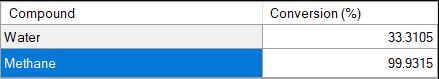 Compound Conversion (%)
Water 33.3105
Methane 99.9315